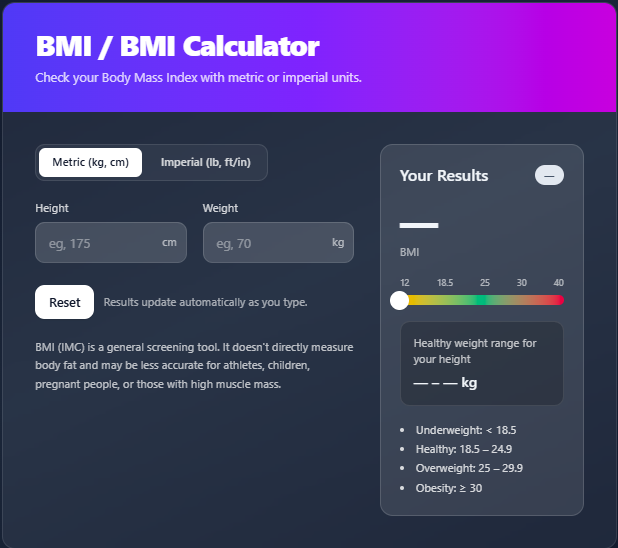 BMI / BMI Calculator
Check your Body Mass Index with metric or imperial units.
Metric (kg, cm)
Imperial (lb, ft/in)
Height
Weight
eg, 175
cm
eg, 70
kg
Reset
Results update automatically as you type.
BMI (IMC) is a general screening tool. It doesn't directly measure
body fat and may be less accurate for athletes, children,
pregnant people, or those with high muscle mass.
Your Results
—
—
BMI
12 18.5 25 30 40
Healthy weight range for
your height
— – — kg
Underweight: < 18.5
Healthy: 18.5 – 24.9
Overweight: 25 – 29.9
Obesity: ≥ 30